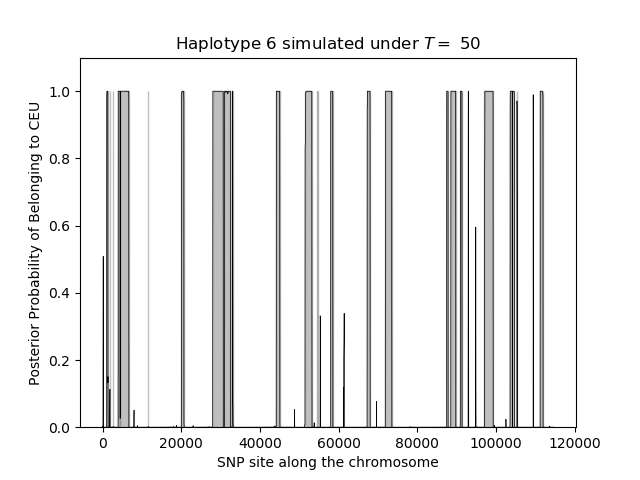 Haplotype 6 simulated under T = 50
Posterior Probability of Belonging to CEU
1.0
0.8
0.6
0.4
0.2
0.0
0 20000 40000 60000 80000 100000 120000
SNP site along the chromosome